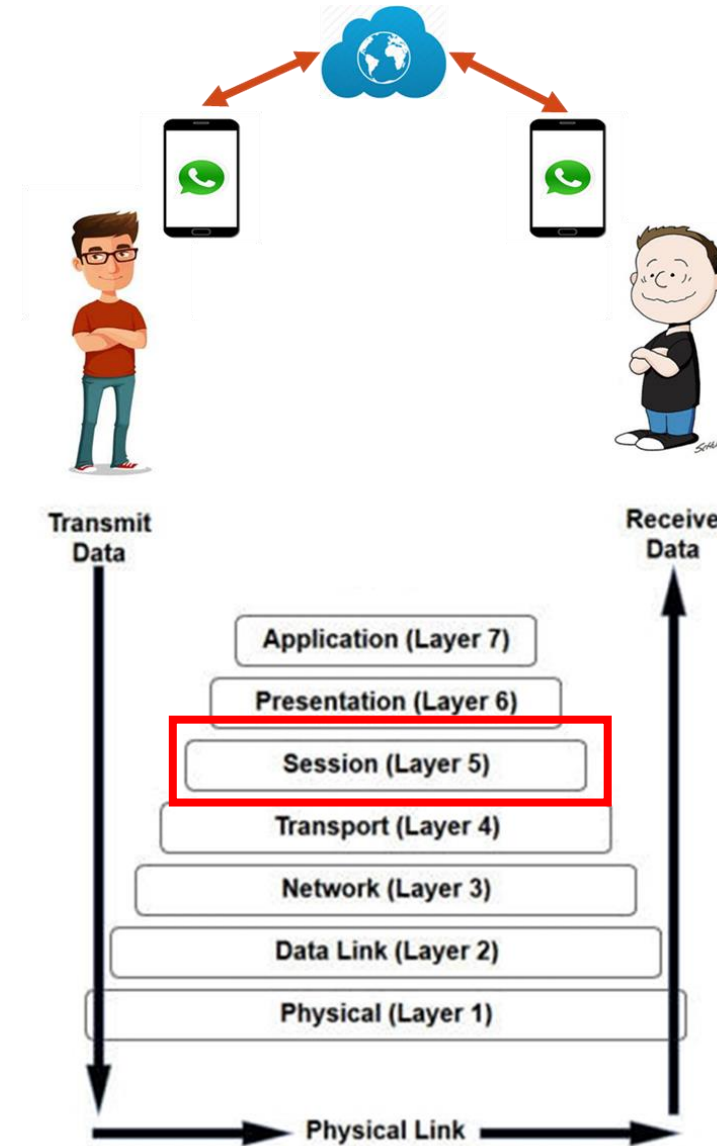 Transmit
Data
Receive
Data
Application (Layer 7)
Presentation (Layer 6)
Session (Layer 5)
Transport (Layer 4)
Network (Layer 3)
Data Link (Layer 2)
Physical (Layer 1)
Physical Link